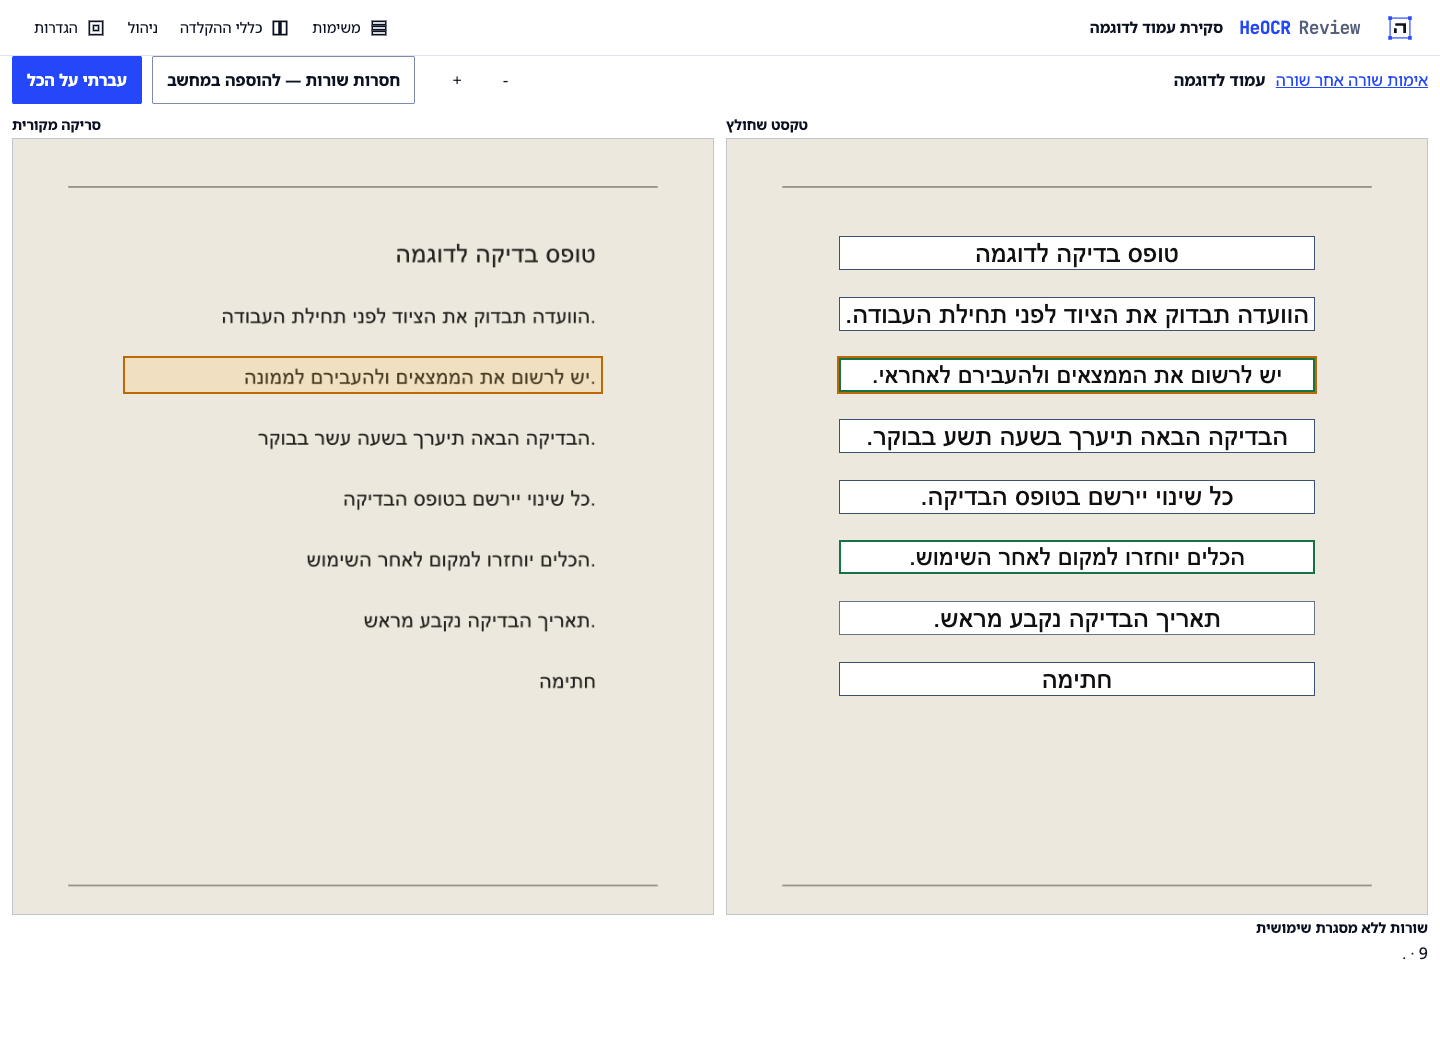 ה HeOCR Review סקירת עמוד לדוגמה
משימות כללי ההקלדה ניהול הגדרות
אימות שורה אחר שורה עמוד לדוגמה
- + חסרות שורות — להוספה במחשב עברתי על הכל
טקסט שחולץ
טופס בדיקה לדוגמה
הוועדה תבדוק את הציוד לפני תחילת העבודה.
יש לרשום את הממצאים ולהעבירם לאחראי.
הבדיקה הבאה תיערך בשעה תשע בבוקר.
כל שינוי יירשם בטופס הבדיקה.
הכלים יוחזרו למקום לאחר השימוש.
תאריך הבדיקה נקבע מראש.
חתימה
סריקה מקורית
טופס בדיקה לדוגמה
.הוועדה תבדוק את הציוד לפני תחילת העבודה
.יש לרשום את הממצאים ולהעבירם לממונה
.הבדיקה הבאה תיערך בשעה עשר בבוקר
.כל שינוי יירשם בטופס הבדיקה
.הכלים יוחזרו למקום לאחר השימוש
.תאריך הבדיקה נקבע מראש
חתימה
שורות ללא מסגרת שימושית
9 · .